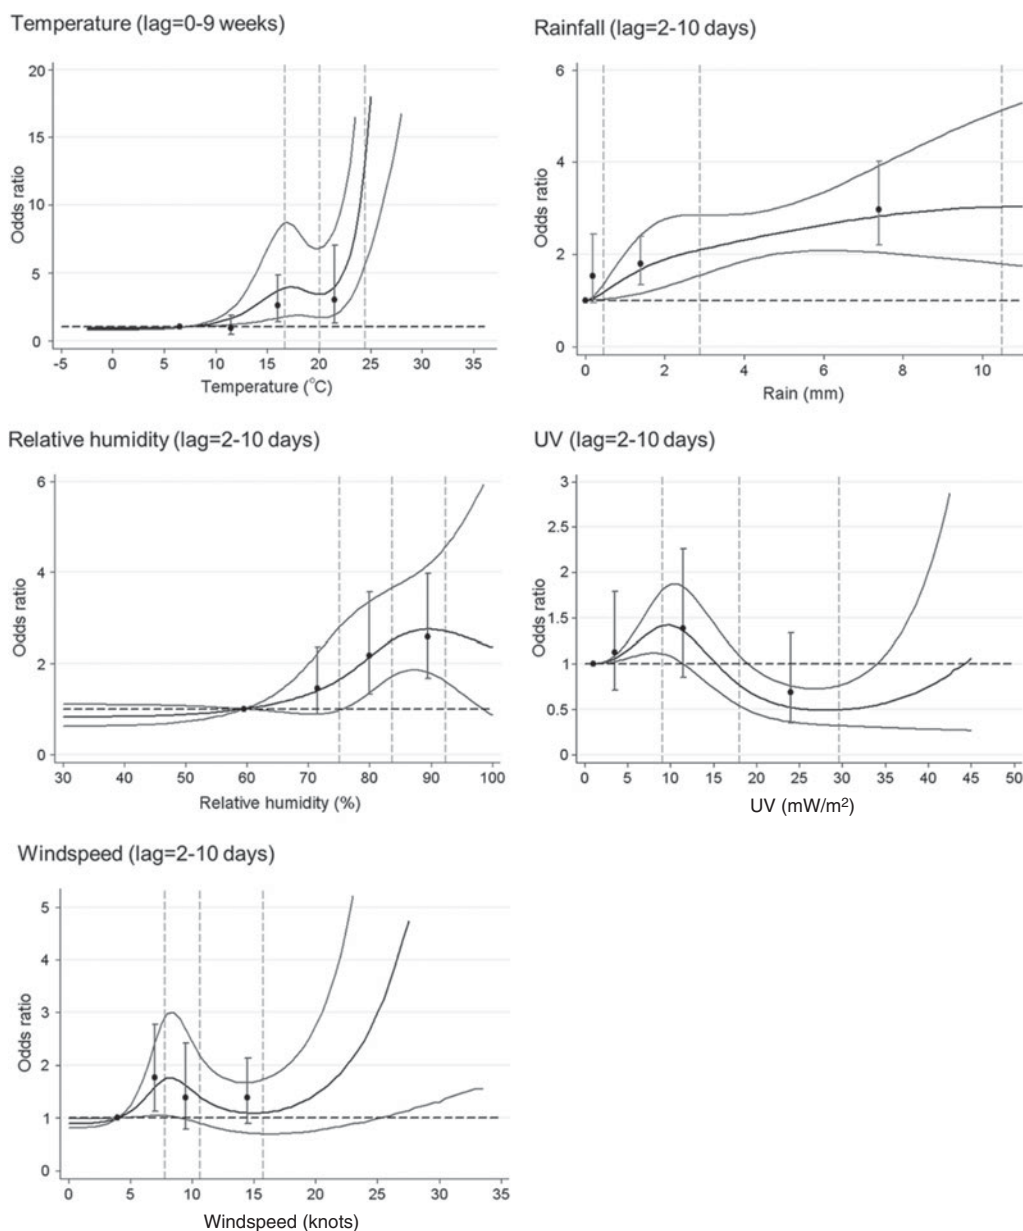 Temperature (lag=0-9 weeks)
20
15
10
5
0
Odds ratio
-5 0 5 10 15 20 25 30 35
Temperature (°C)
Rainfall (lag=2-10 days)
6
4
2
0
Odds ratio
0 2 4 6 8 10
Rain (mm)
Relative humidity (lag=2-10 days)
6
4
2
0
Odds ratio
30 40 50 60 70 80 90 100
Relative humidity (%)
UV (lag=2-10 days)
3
2.5
2
1.5
1
0.5
0
Odds ratio
0 5 10 15 20 25 30 35 40 45 50
UV (mW/m²)
Windspeed (lag=2-10 days)
5
4
3
2
1
0
Odds ratio
0 5 10 15 20 25 30 35
Windspeed (knots)